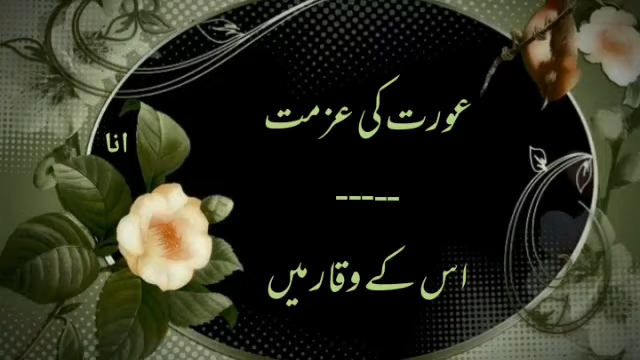 عورت کی عزمت
انا
-----
اس کے وقار میں